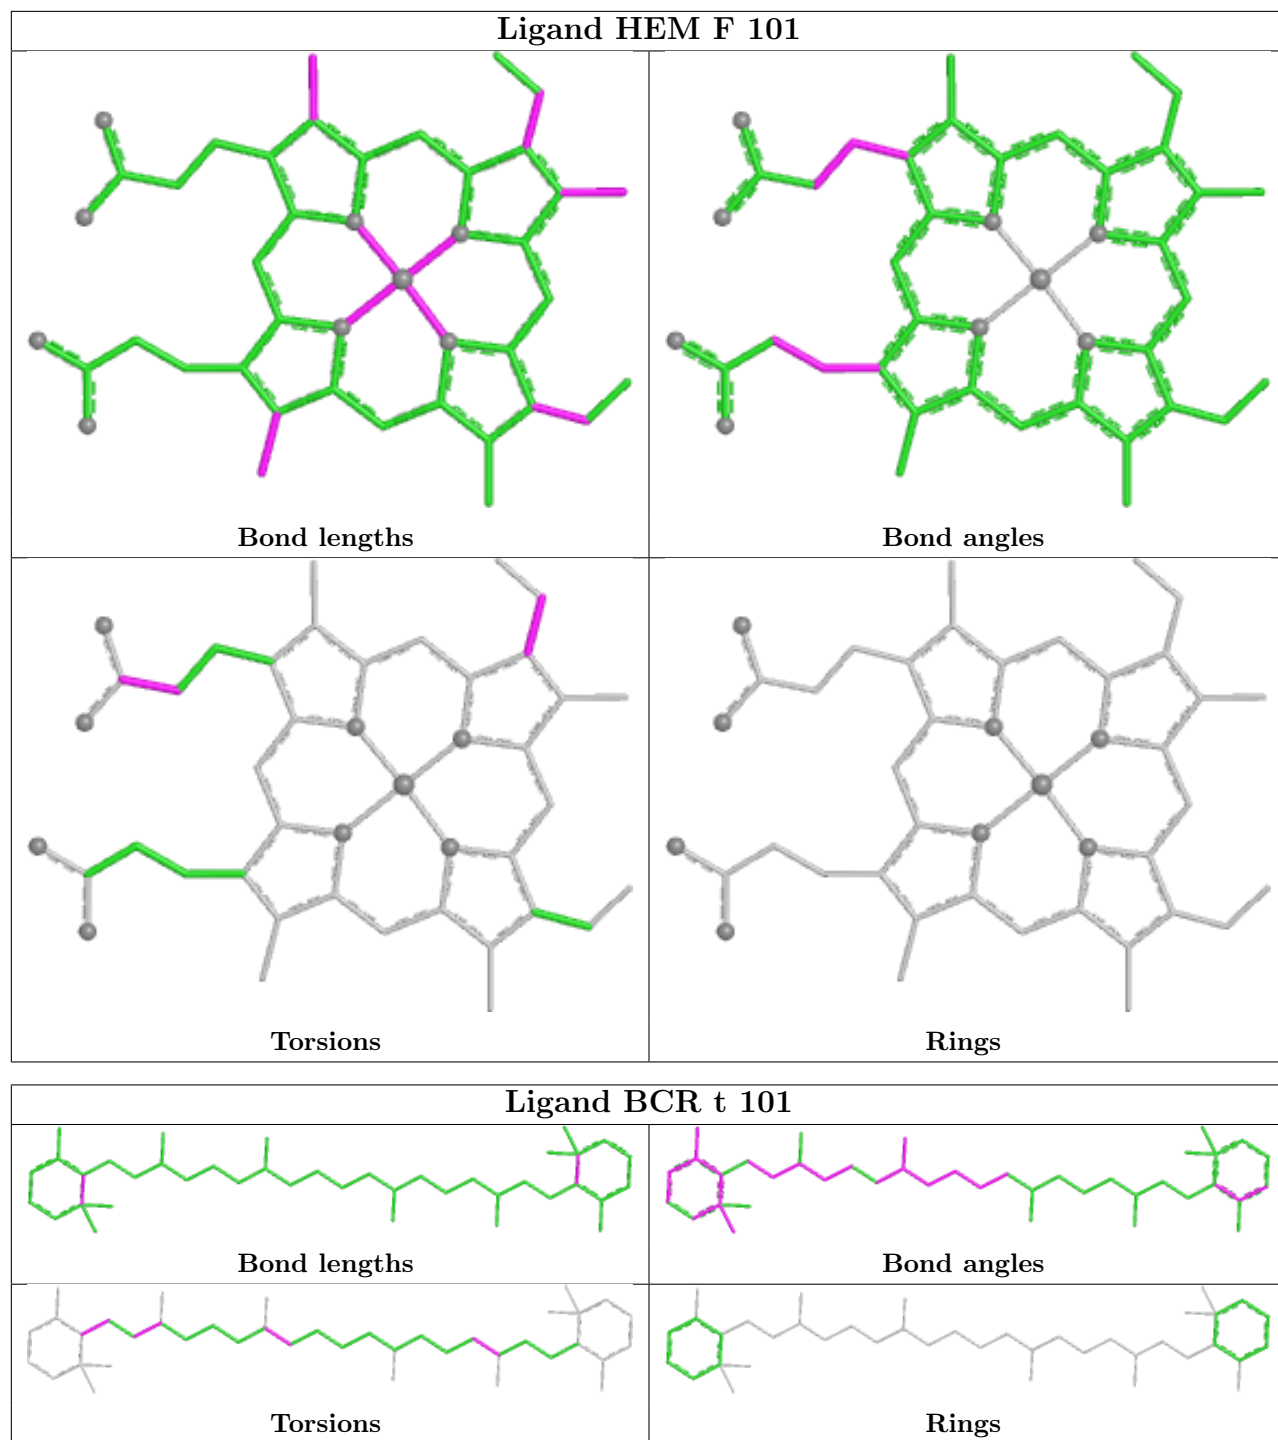 Ligand HEM F 101
Bond lengths
Bond angles
Torsions
Rings
Ligand BCR t 101
Bond lengths
Bond angles
Torsions
Rings